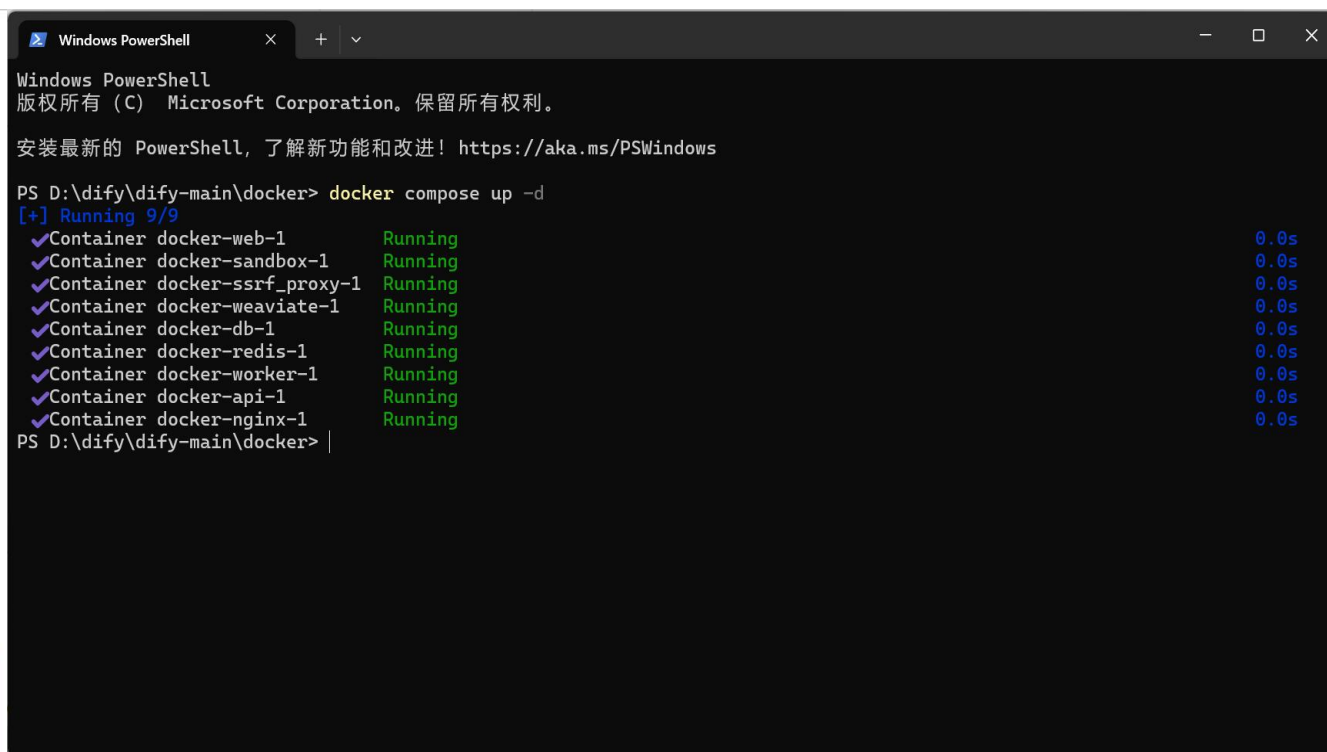 Windows PowerShell
Windows PowerShell
版权所有 (C) Microsoft Corporation。保留所有权利。
安装最新的 PowerShell，了解新功能和改进！https://aka.ms/PSWindows
PS D:\dify\dify-main\docker> docker compose up -d
[+] Running 9/9
✔Container docker-web-1 Running 0.0s
✔Container docker-sandbox-1 Running 0.0s
✔Container docker-ssrf_proxy-1 Running 0.0s
✔Container docker-weaviate-1 Running 0.0s
✔Container docker-db-1 Running 0.0s
✔Container docker-redis-1 Running 0.0s
✔Container docker-worker-1 Running 0.0s
✔Container docker-api-1 Running 0.0s
✔Container docker-nginx-1 Running 0.0s
PS D:\dify\dify-main\docker>